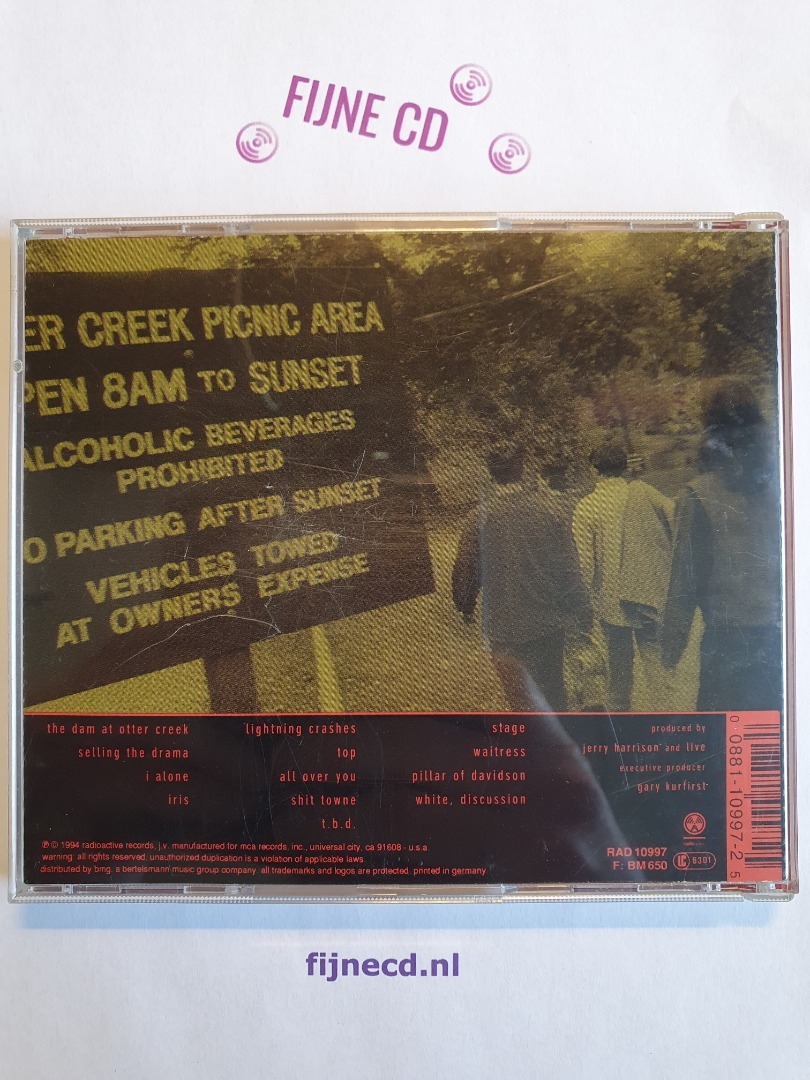 FIJNE CD
ER CREEK PICNIC AREA
PEN 8AM TO SUNSET
ALCOHOLIC BEVERAGES
PROHIBITED
O PARKING AFTER SUNSET
VEHICLES TOWED
AT OWNERS EXPENSE
the dam at otter creek
selling the drama
i alone
iris
lightning crashes
top
all over you
shit towne
t.b.d.
stage
waitress
pillar of davidson
white, discussion
produced by
jerry harrison and live
executive producer
gary kurfirst
0 0881-10997-2 5
℗ © 1994 radioactive records, j.v. manufactured for mca records, inc., universal city, ca 91608 - u.s.a.
warning: all rights reserved. unauthorized duplication is a violation of applicable laws.
distributed by bmg. a bertelsmann music group company. all trademarks and logos are protected. printed in germany
RAD 10997
F: BM 650
LC 6301
fijnecd.nl